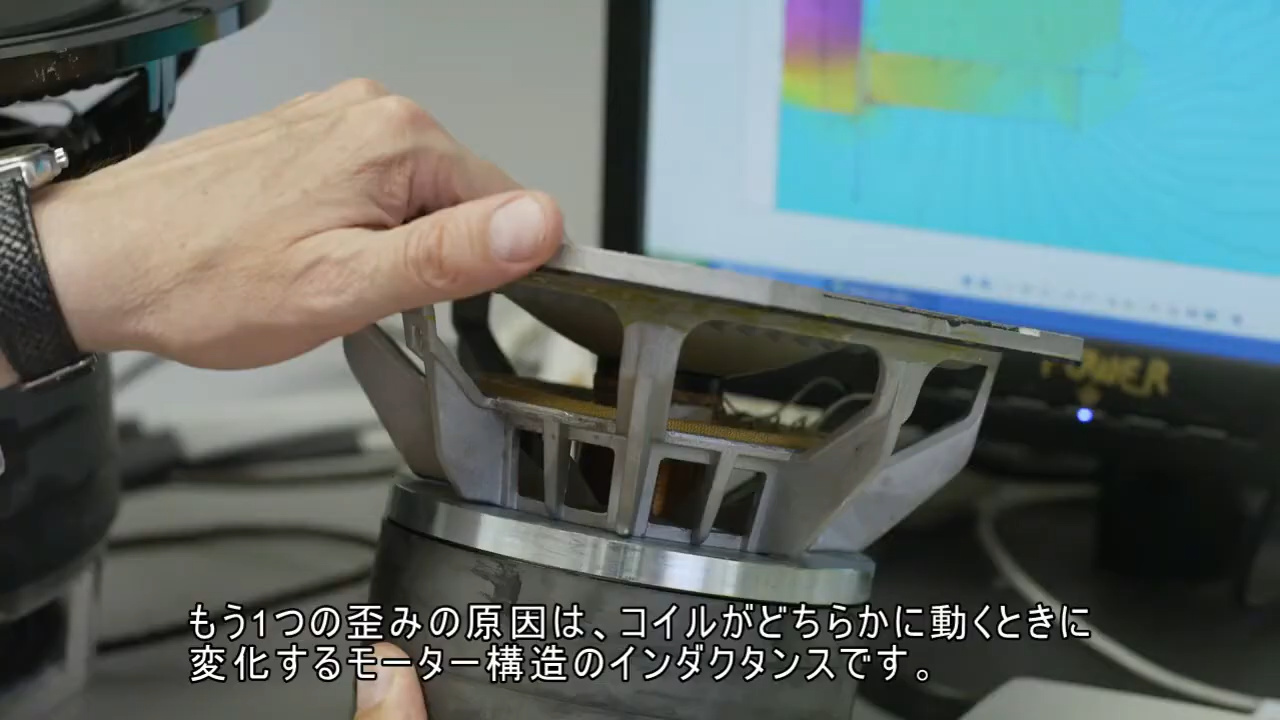 POWER
もう1つの歪みの原因は、コイルがどちらかに動くときに
変化するモーター構造のインダクタンスです。